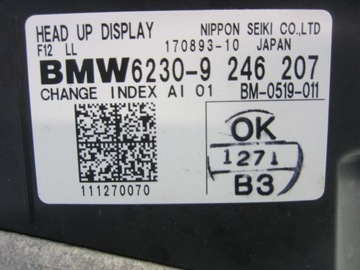 HEAD UP DISPLAY NIPPON SEIKI CO.,LTD
F12 LL 170893-10 JAPAN
BMW6230-9 246 207
CHANGE INDEX AI 01 BM-0519-011
OK
1271
B3
111270070